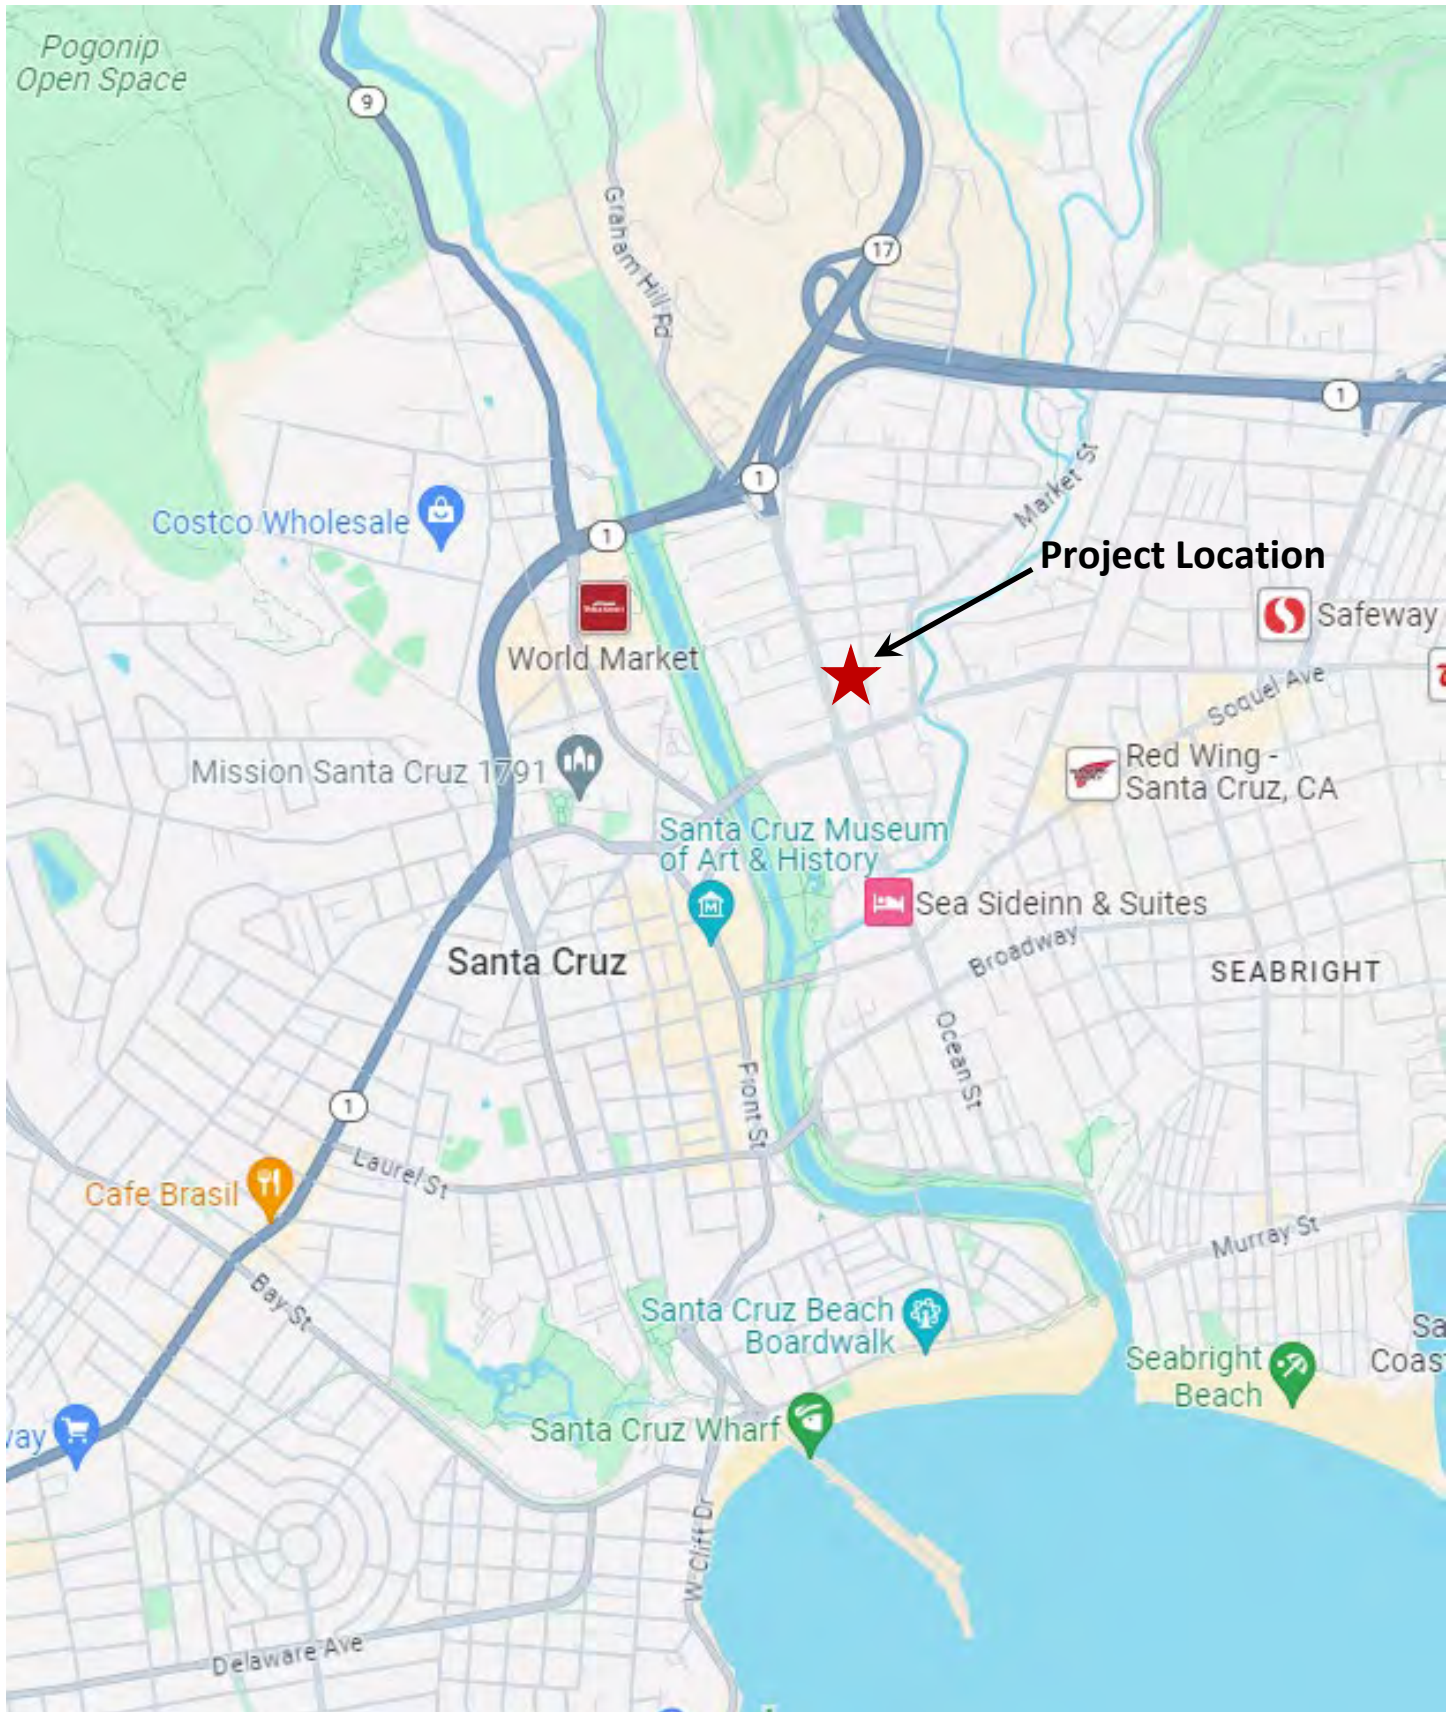 Pogonip
Open Space
9
Graham Hill Rd
17
1
1
Market St
Costco Wholesale
1
Project Location
Safeway
World Market
Soquel Ave
Mission Santa Cruz 1791
Red Wing -
Santa Cruz, CA
Santa Cruz Museum
of Art & History
Sea Sideinn & Suites
Broadway
Santa Cruz
SEABRIGHT
Ocean St
Front St
1
Laurel St
Cafe Brasil
Murray St
Bay St
Santa Cruz Beach
Boardwalk
Sa
Coast
Seabright
Beach
Santa Cruz Wharf
way
W Cliff Dr
Delaware Ave